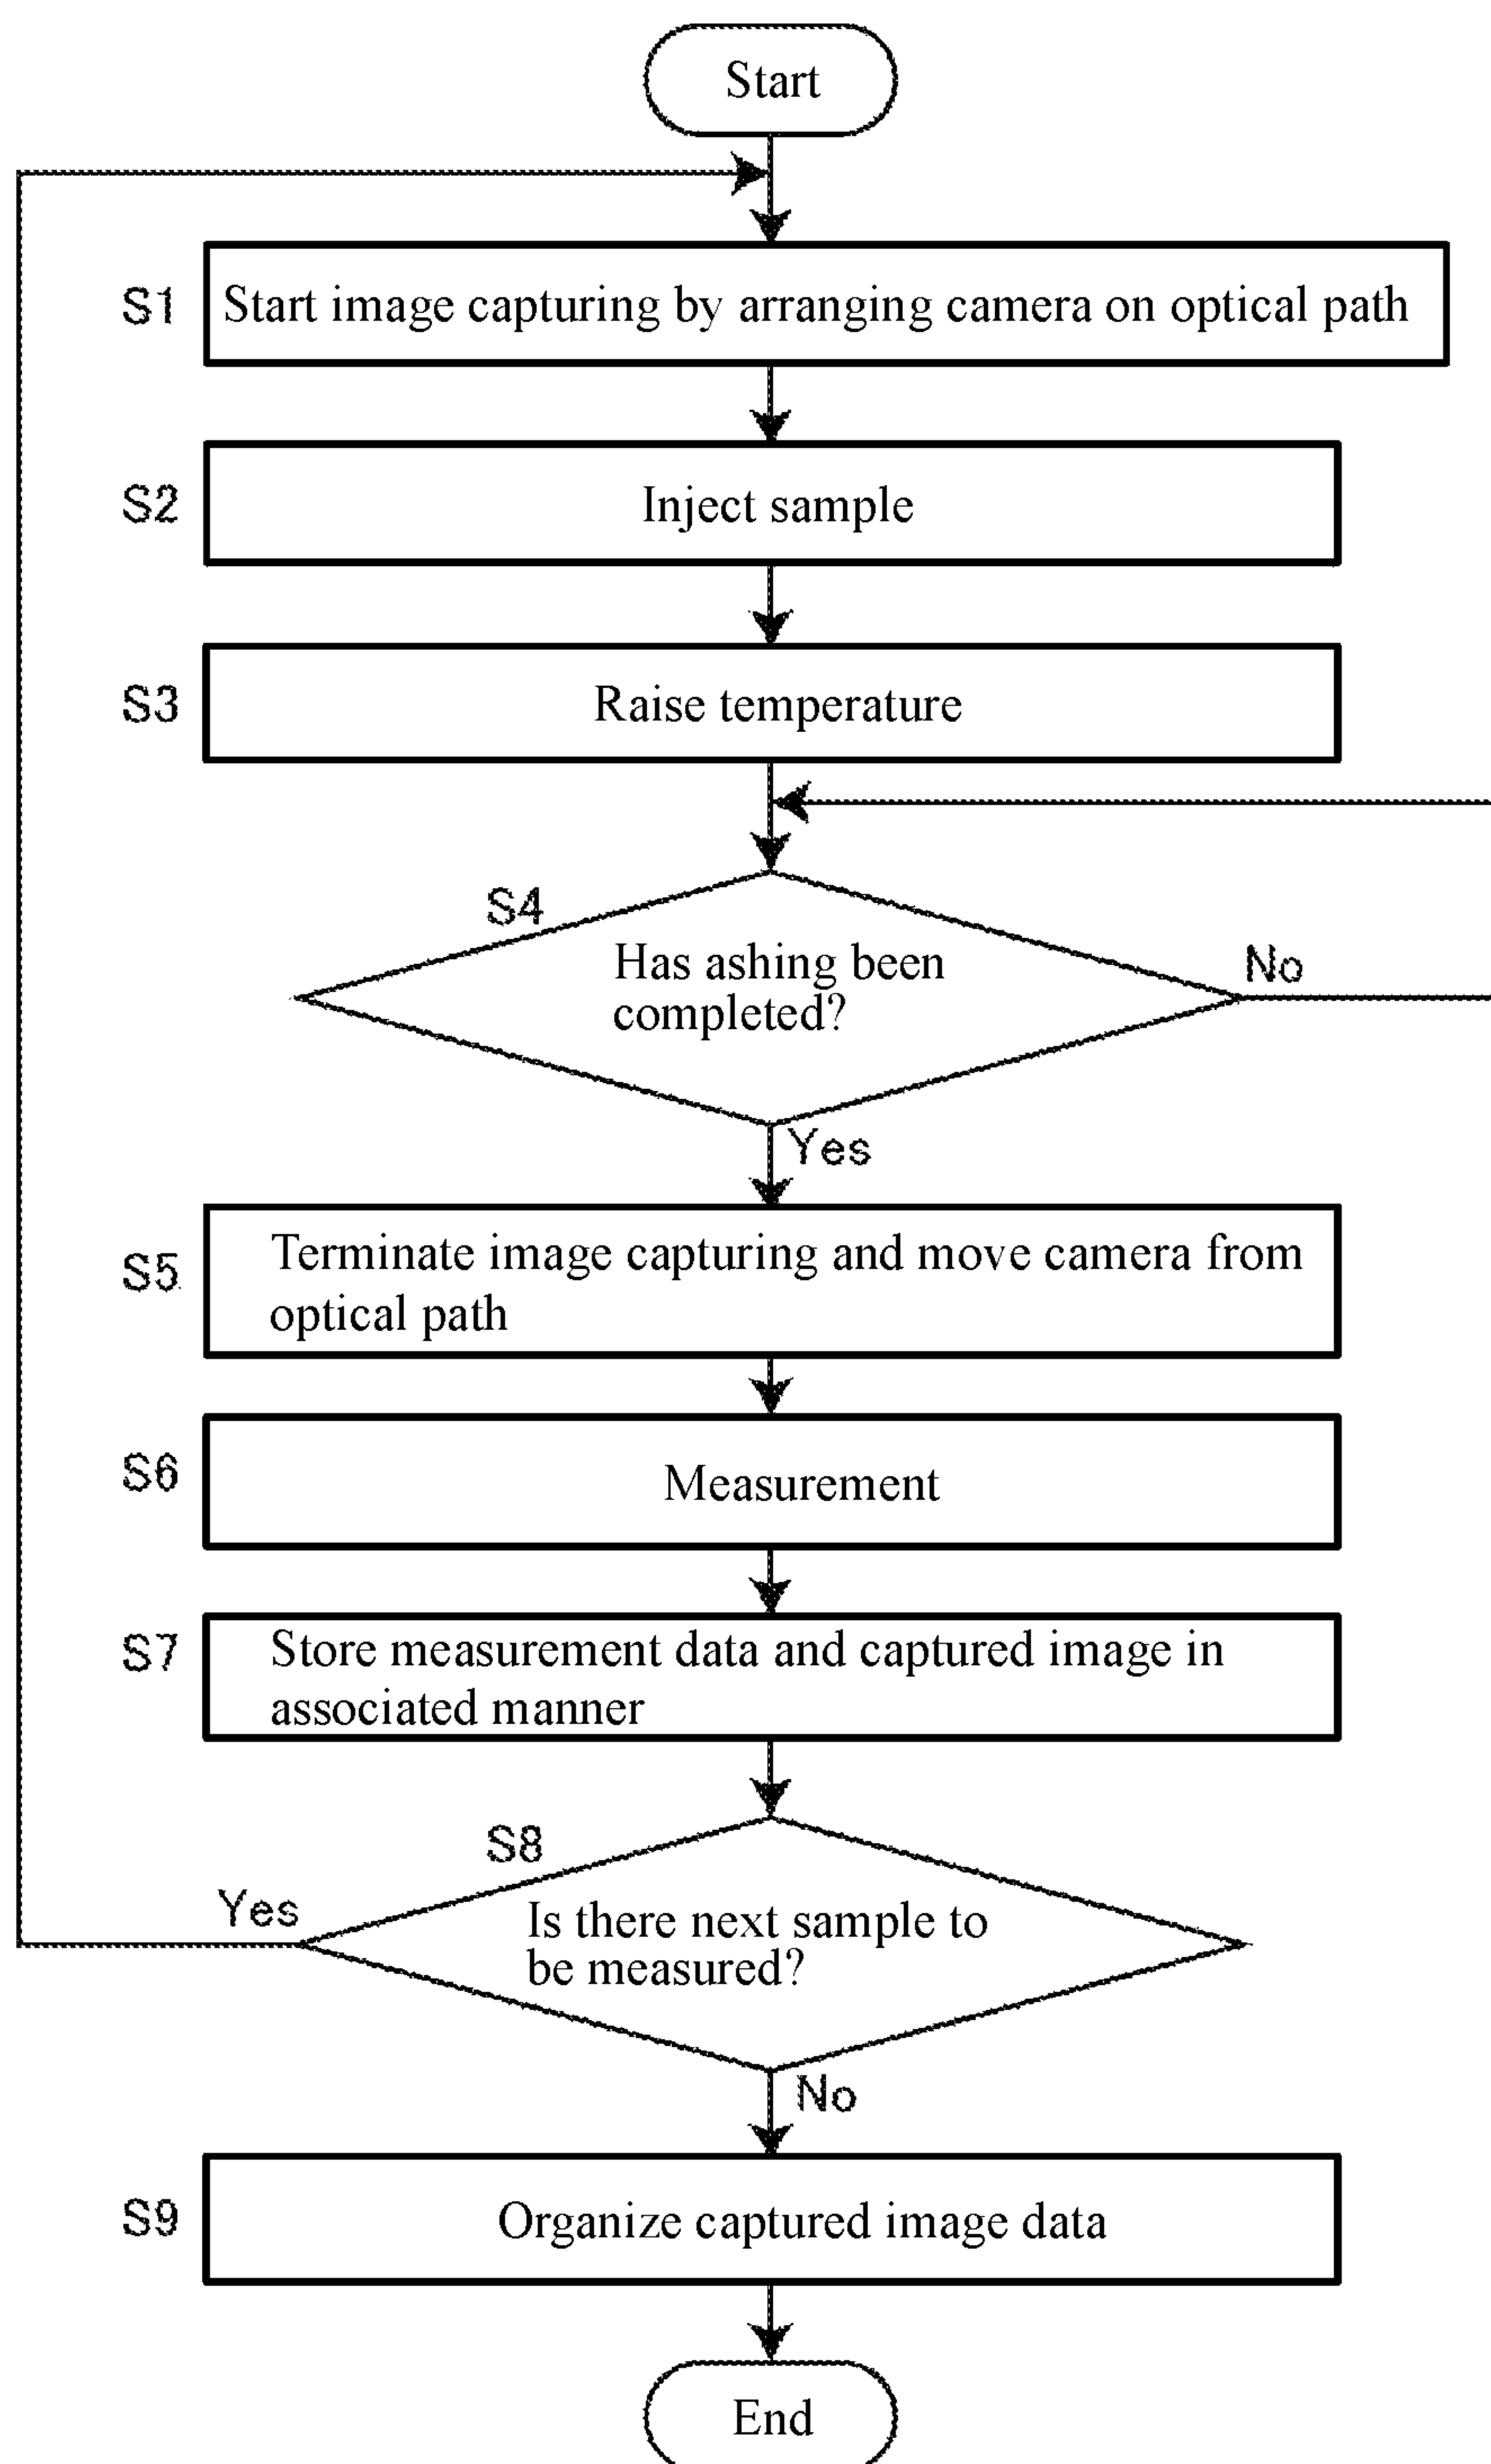 Start
S1
Start image capturing by arranging camera on optical path
S2
Inject sample
S3
Raise temperature
S4
Has ashing been
completed?
No
Yes
S5
Terminate image capturing and move camera from
optical path
S6
Measurement
S7
Store measurement data and captured image in
associated manner
S8
Yes
Is there next sample to
be measured?
No
S9
Organize captured image data
End